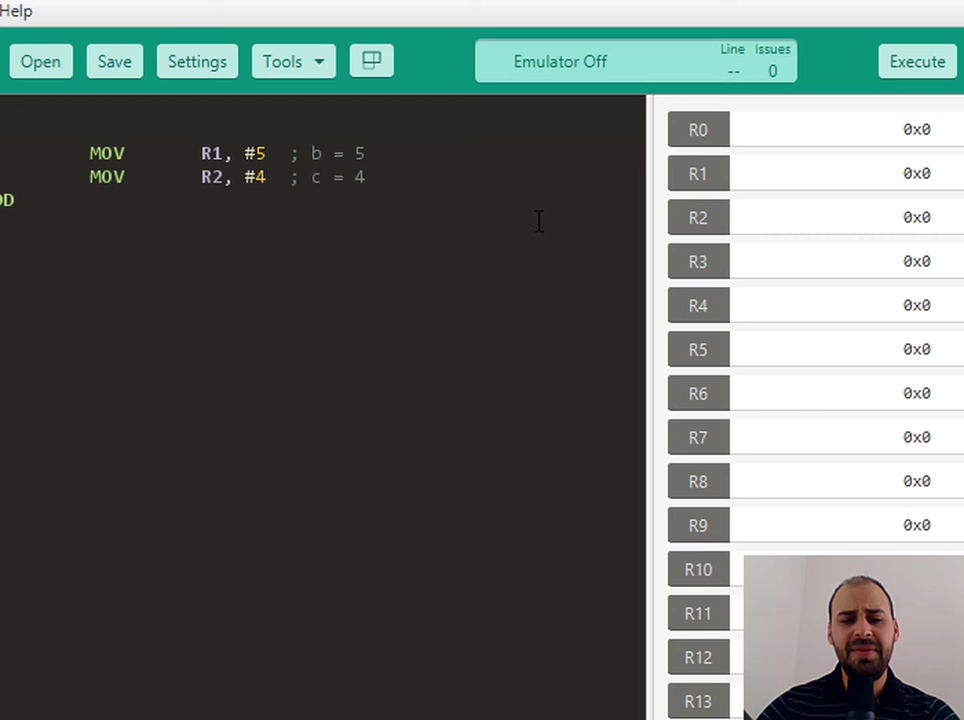 Help
Open Save Settings Tools Emulator Off Line Issues -- 0 Execute
MOV R1, #5 ; b = 5
MOV R2, #4 ; c = 4
DD
R0 0x0
R1 0x0
R2 0x0
R3 0x0
R4 0x0
R5 0x0
R6 0x0
R7 0x0
R8 0x0
R9 0x0
R10
R11
R12
R13